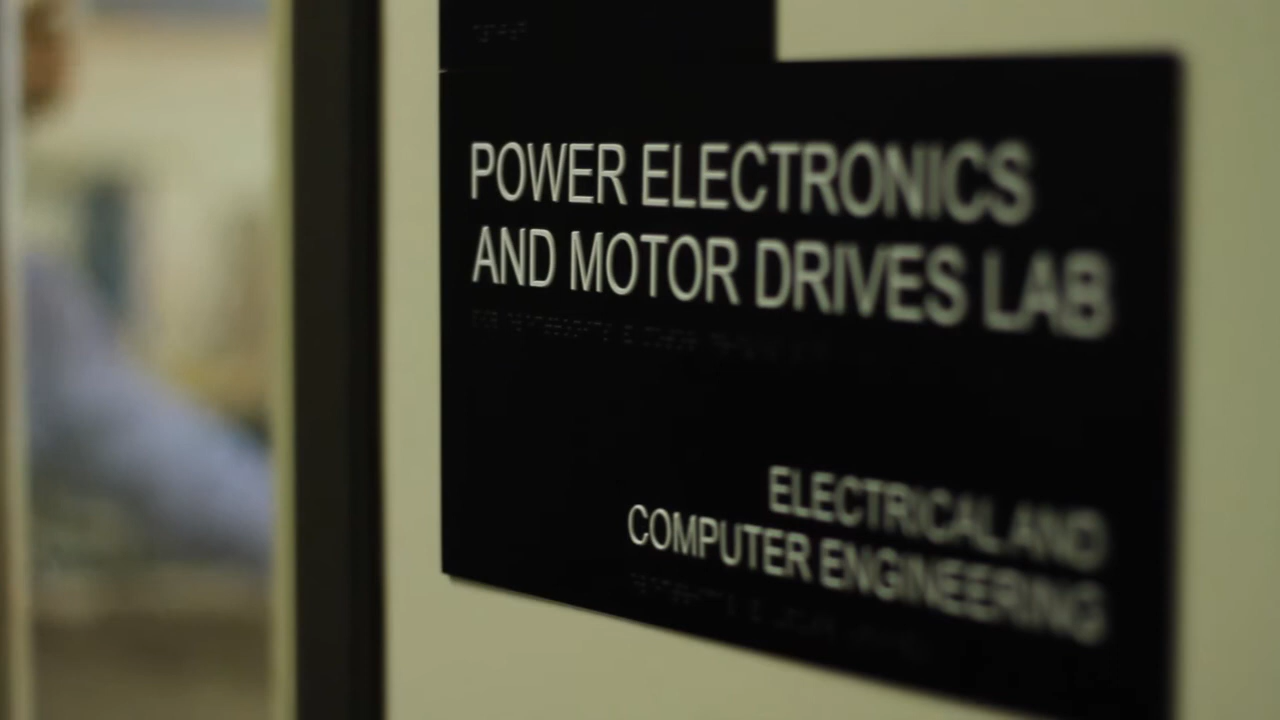 POWER ELECTRONICS
AND MOTOR DRIVES LAB
ELECTRICAL AND
COMPUTER ENGINEERING